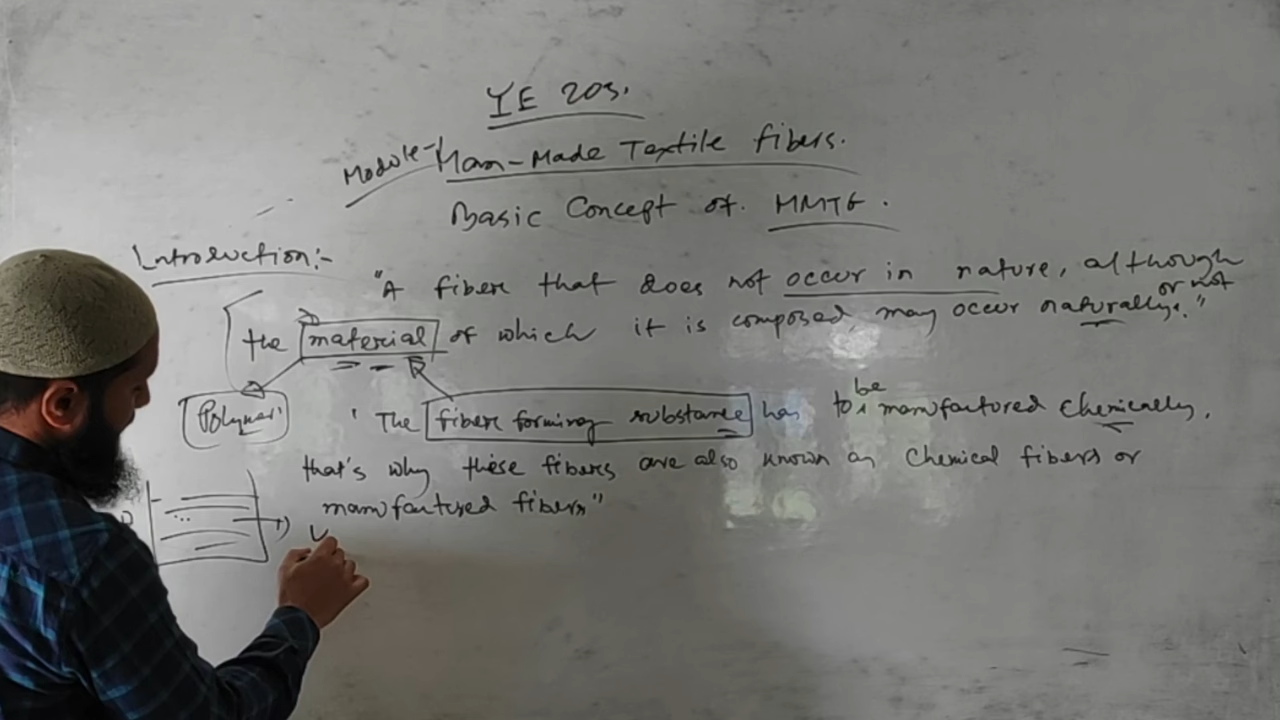 YE 203.
Module- Man-Made Textile fibers.
Basic Concept of. MMTF.
Introduction:-
"A fibere that does not occur in nature, although
the material of which it is composed, may occur naturally." or not
Polymer
"The fibere forming substance has to be manufactured chemically,
that's why these fibers are also known as Chemical fibers or
manufactured fibers"